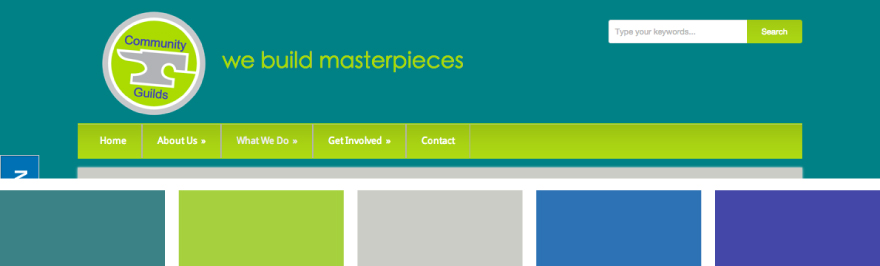 Community
Guilds
we build masterpieces
Type your keywords...
Search
Home About Us » What We Do » Get Involved » Contact